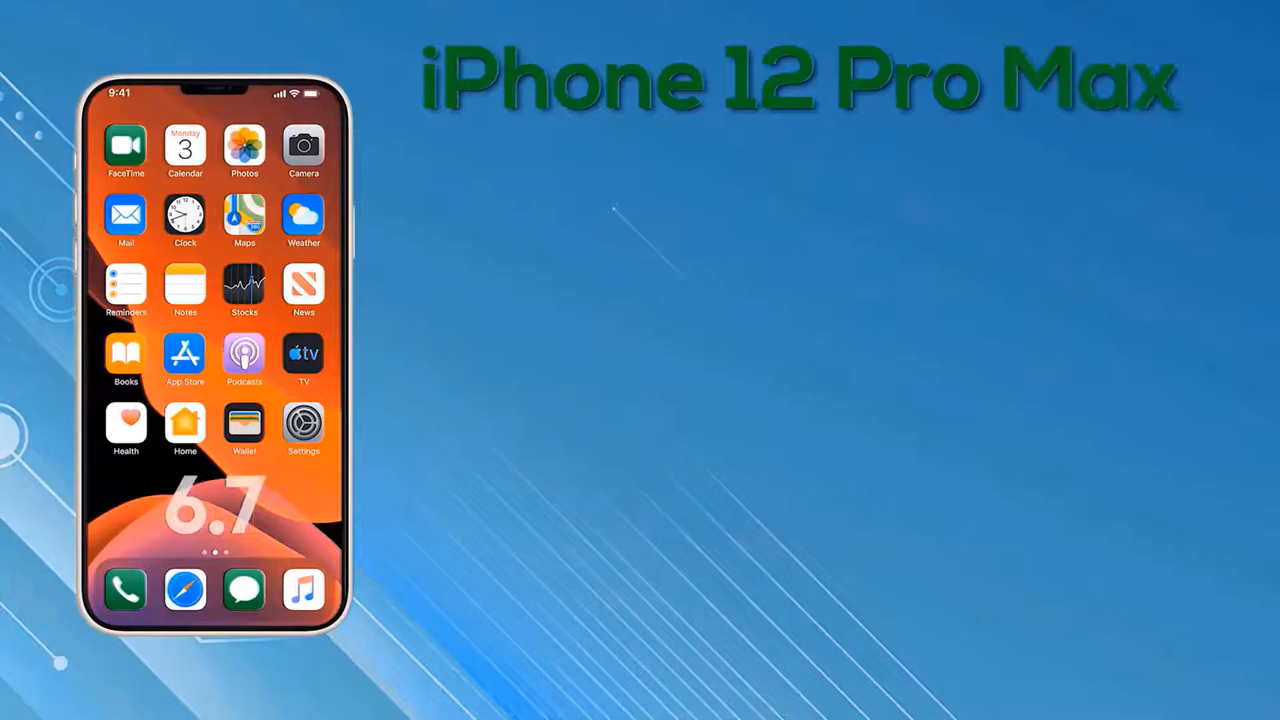 iPhone 12 Pro Max
9:41
Monday
3
FaceTime Calendar Photos Camera
Mail Clock Maps Weather
Reminders Notes Stocks News
tv
Books App Store Podcasts TV
Health Home Wallet Settings
6.7